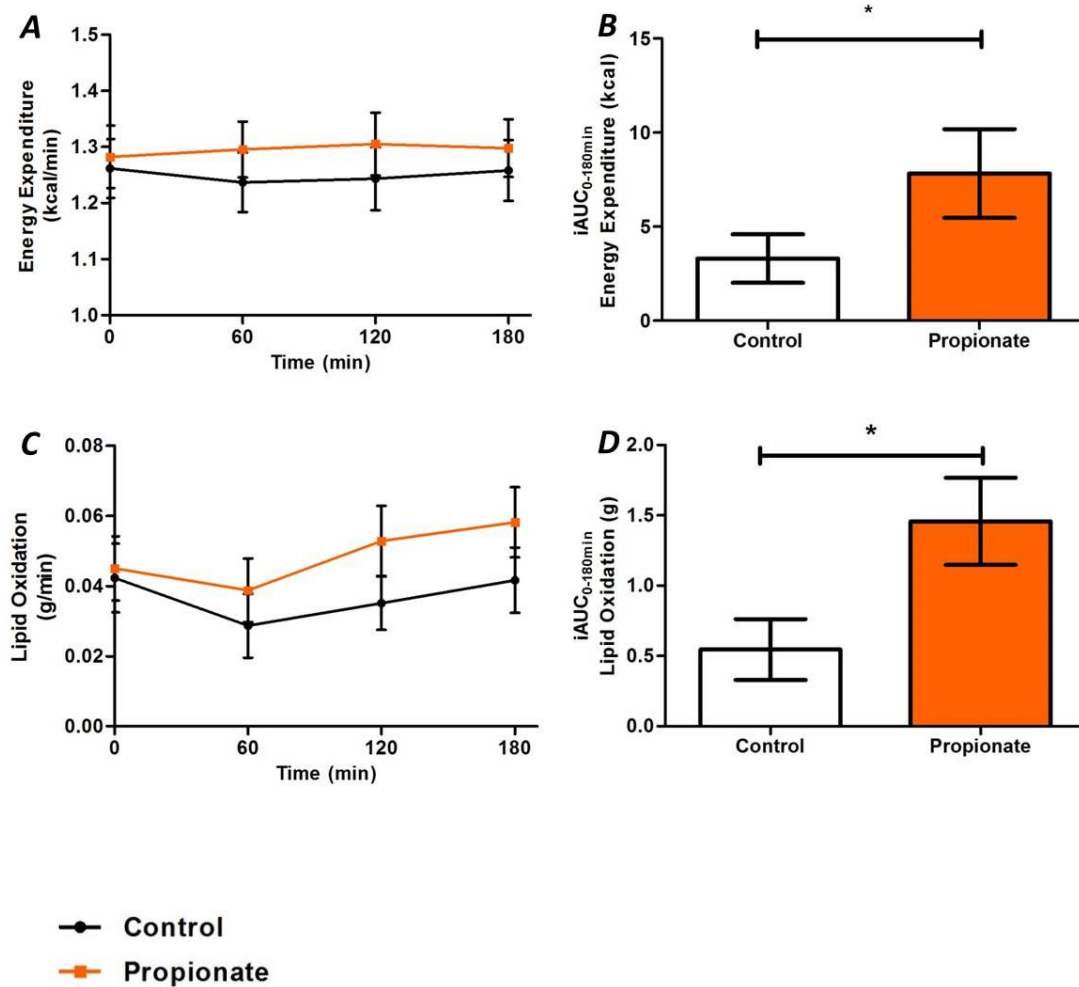 A
Energy Expenditure
(kcal/min)
1.5
1.4
1.3
1.2
1.1
1.0
0
60
120
180
Time (min)
B
*
iAUC0-180min
Energy Expenditure (kcal)
15
10
5
0
Control
Propionate
C
Lipid Oxidation
(g/min)
0.08
0.06
0.04
0.02
0.00
0
60
120
180
Time (min)
D
*
iAUC0-180min
Lipid Oxidation (g)
2.0
1.5
1.0
0.5
0.0
Control
Propionate
Control
Propionate